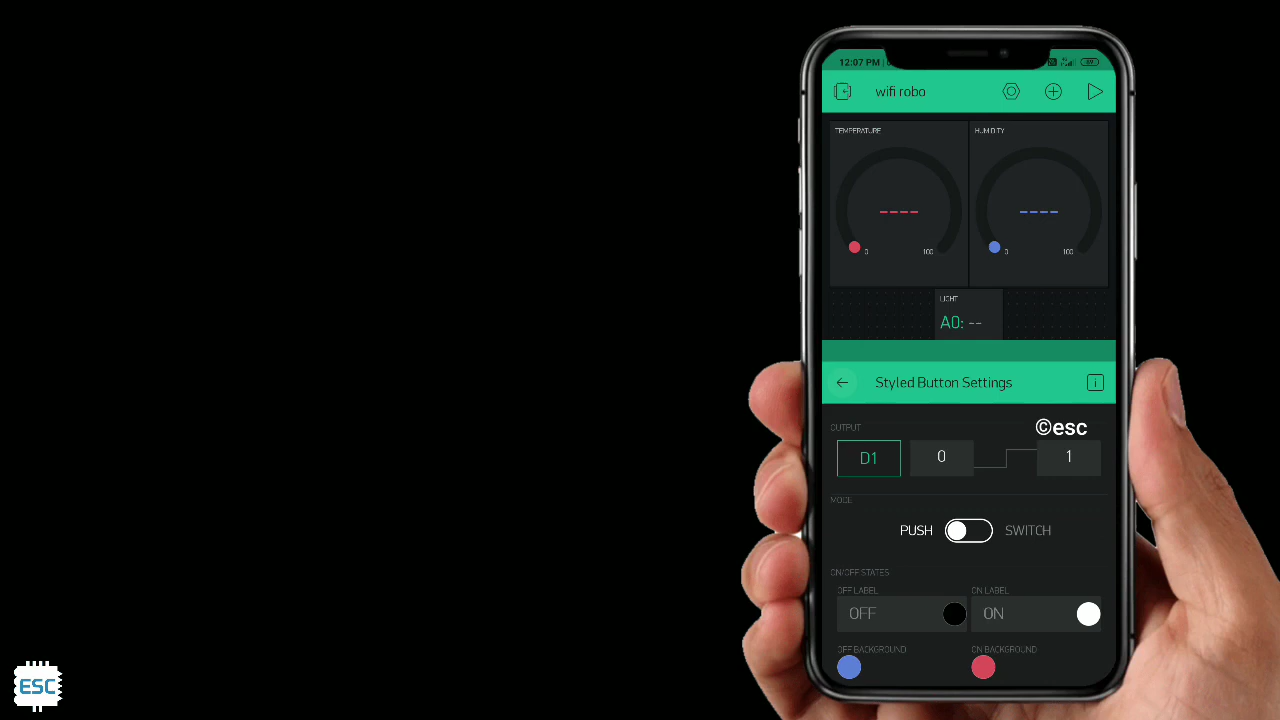 12:07 PM
wifi robo
TEMPERATURE
HUMIDITY
----
----
0
100
0
100
LIGHT
A0: --
Styled Button Settings
i
©esc
OUTPUT
D1
0
1
MODE
PUSH
SWITCH
ON/OFF STATES
OFF LABEL
ON LABEL
OFF
ON
OFF BACKGROUND
ON BACKGROUND
ESC